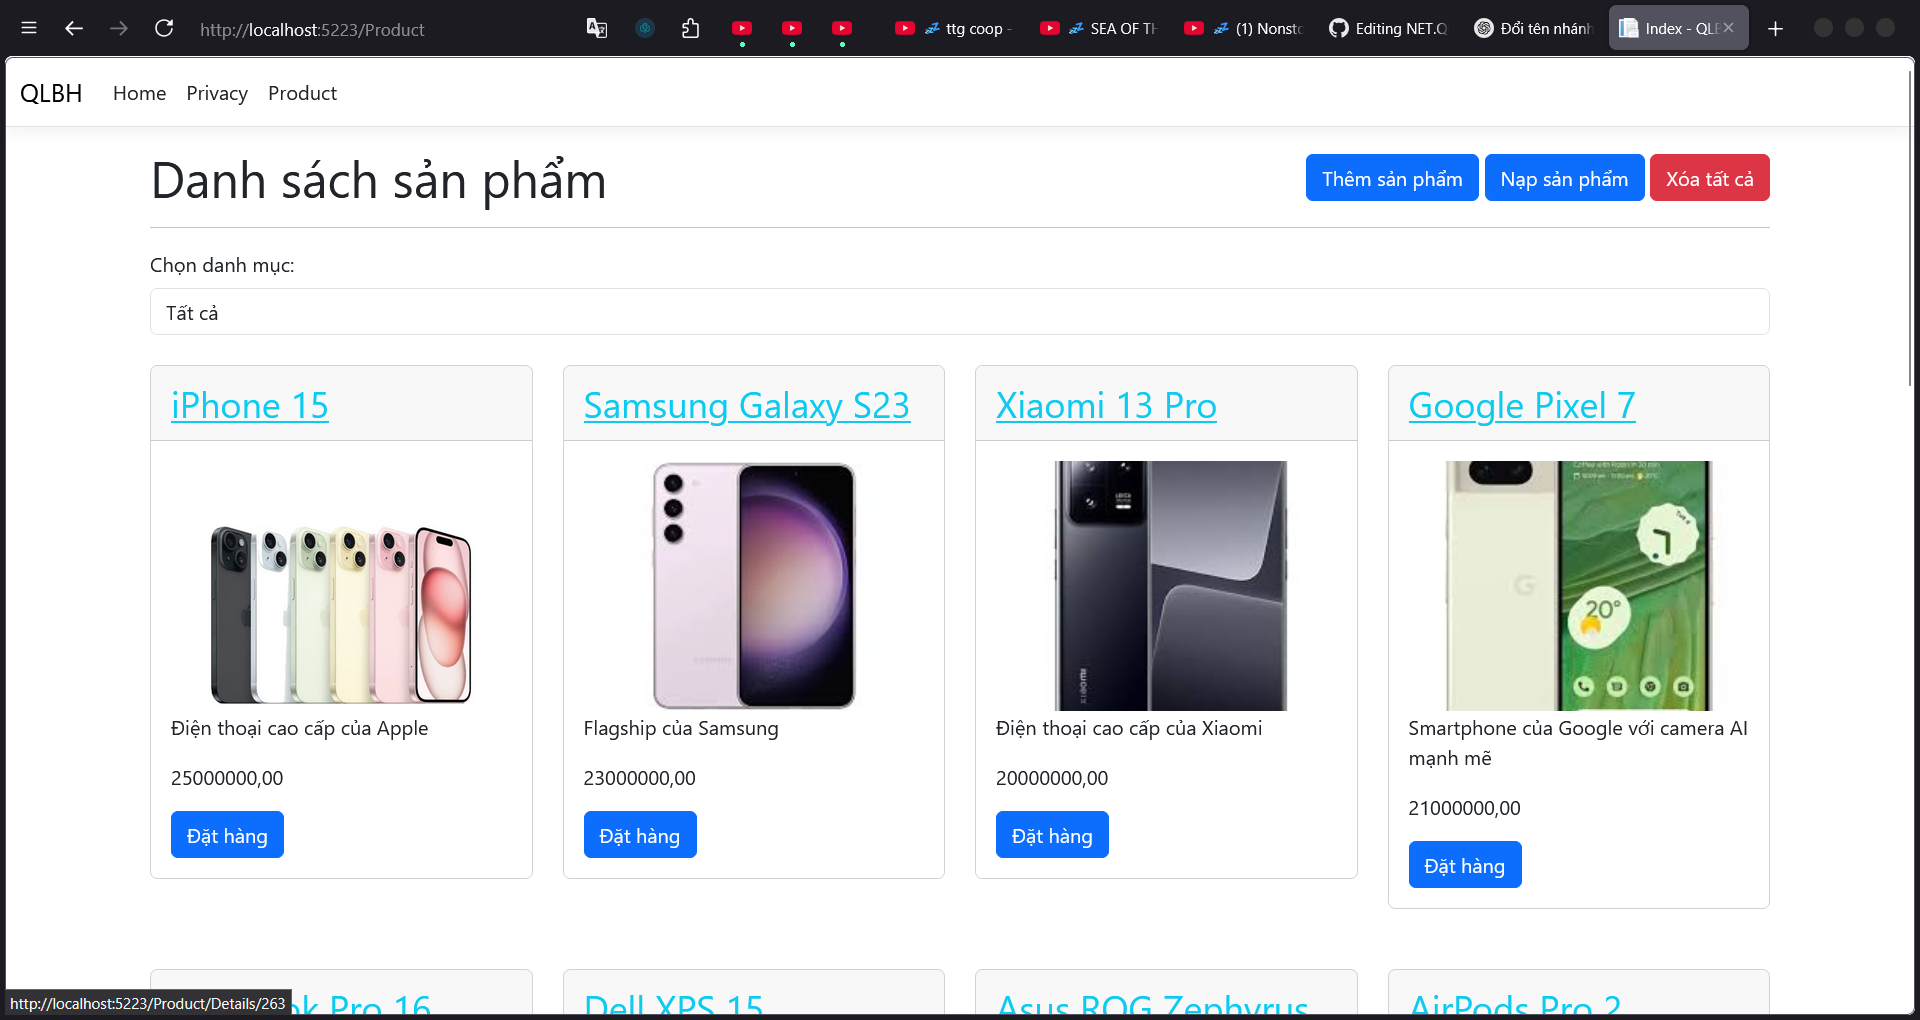 http://localhost:5223/Product
ttg coop -
SEA OF TH
(1) Nonsto
Editing NET.Q
Đổi tên nhánh
Index - QLB
QLBH Home Privacy Product
Danh sách sản phẩm
Thêm sản phẩm
Nạp sản phẩm
Xóa tất cả
Chọn danh mục:
Tất cả
iPhone 15
Điện thoại cao cấp của Apple
25000000,00
Đặt hàng
Samsung Galaxy S23
Flagship của Samsung
23000000,00
Đặt hàng
Xiaomi 13 Pro
xiaomi
Điện thoại cao cấp của Xiaomi
20000000,00
Đặt hàng
Google Pixel 7
20°
Smartphone của Google với camera AI
mạnh mẽ
21000000,00
Đặt hàng
ok Pro 16
Dell XPS 15
Asus ROG Zephyrus
AirPods Pro 2
http://localhost:5223/Product/Details/263